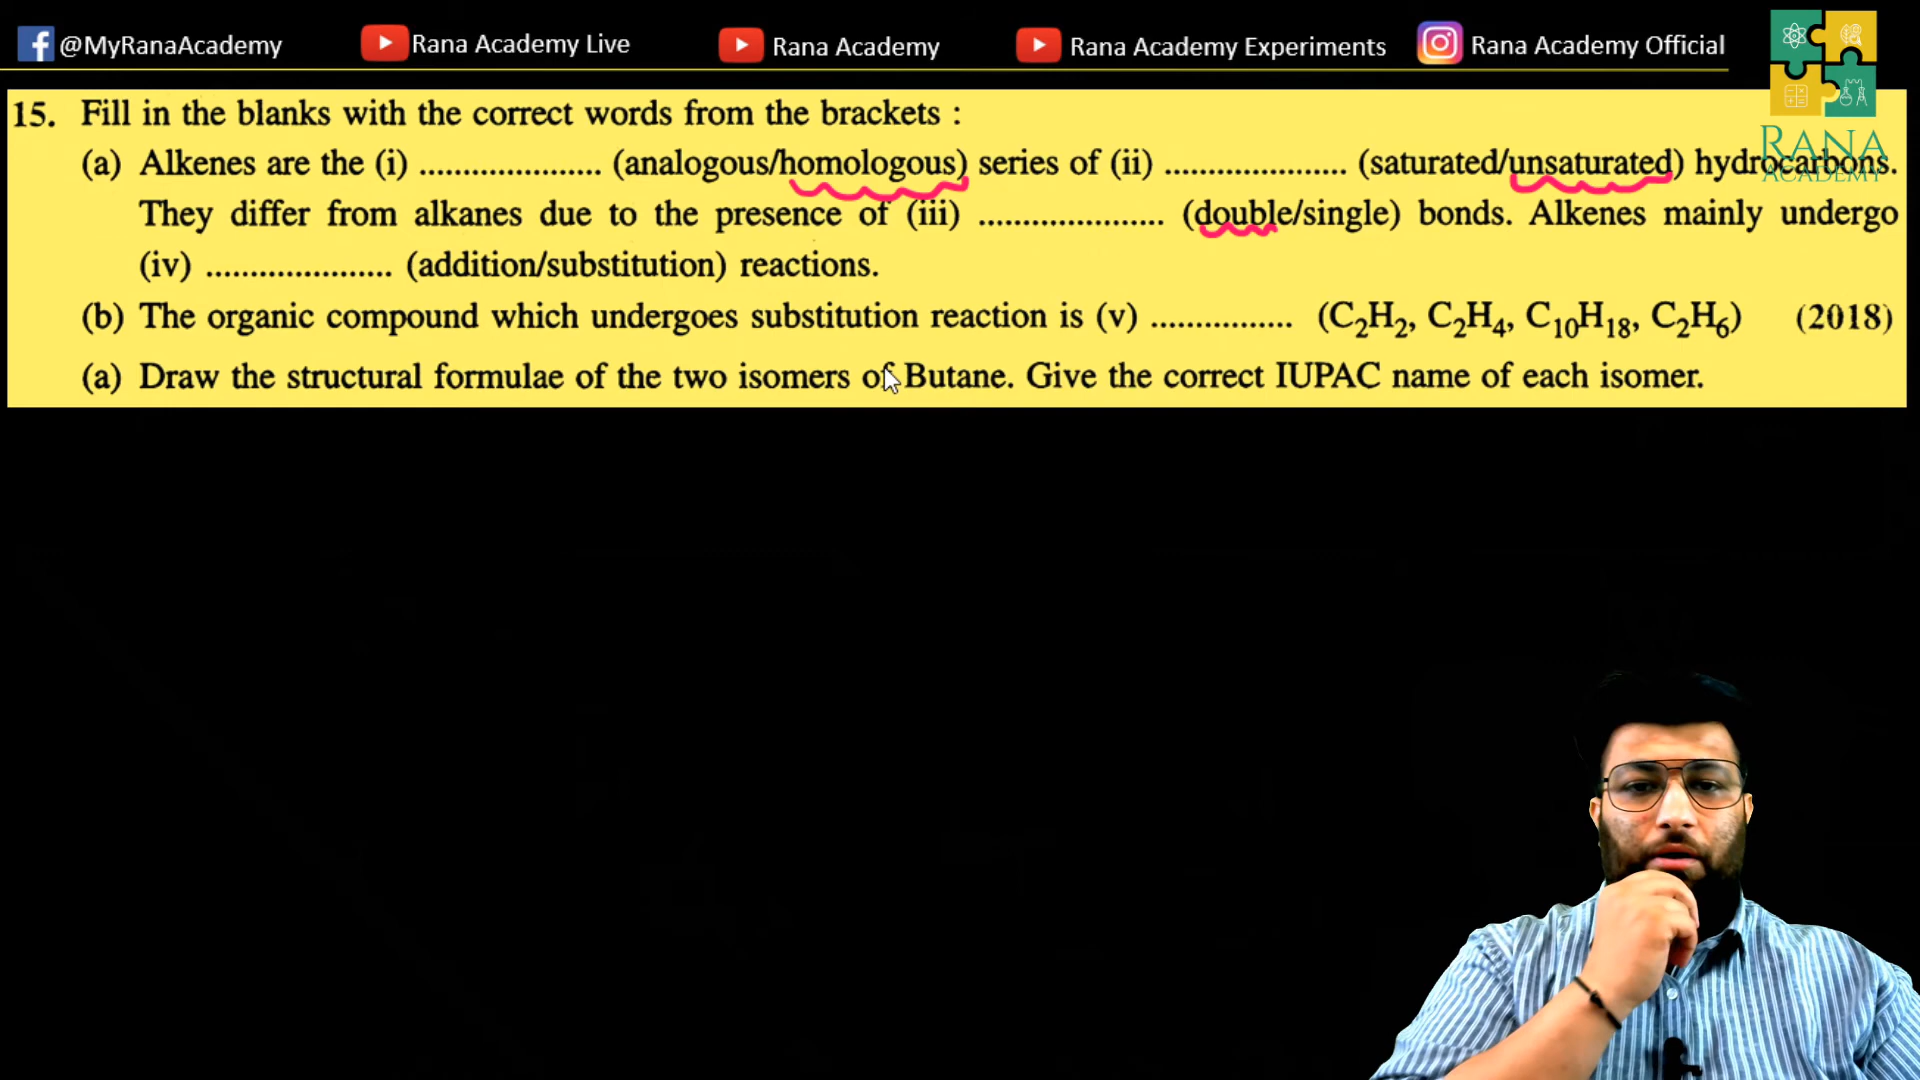 @MyRanaAcademy Rana Academy Live Rana Academy Rana Academy Experiments Rana Academy Official
RANA
ACADEMY
15. Fill in the blanks with the correct words from the brackets :
(a) Alkenes are the (i) .................... (analogous/homologous) series of (ii) .................... (saturated/unsaturated) hydrocarbons.
They differ from alkanes due to the presence of (iii) .................... (double/single) bonds. Alkenes mainly undergo
(iv) .................... (addition/substitution) reactions.
(b) The organic compound which undergoes substitution reaction is (v) ................ (C₂H₂, C₂H₄, C₁₀H₁₈, C₂H₆) (2018)
(a) Draw the structural formulae of the two isomers of Butane. Give the correct IUPAC name of each isomer.